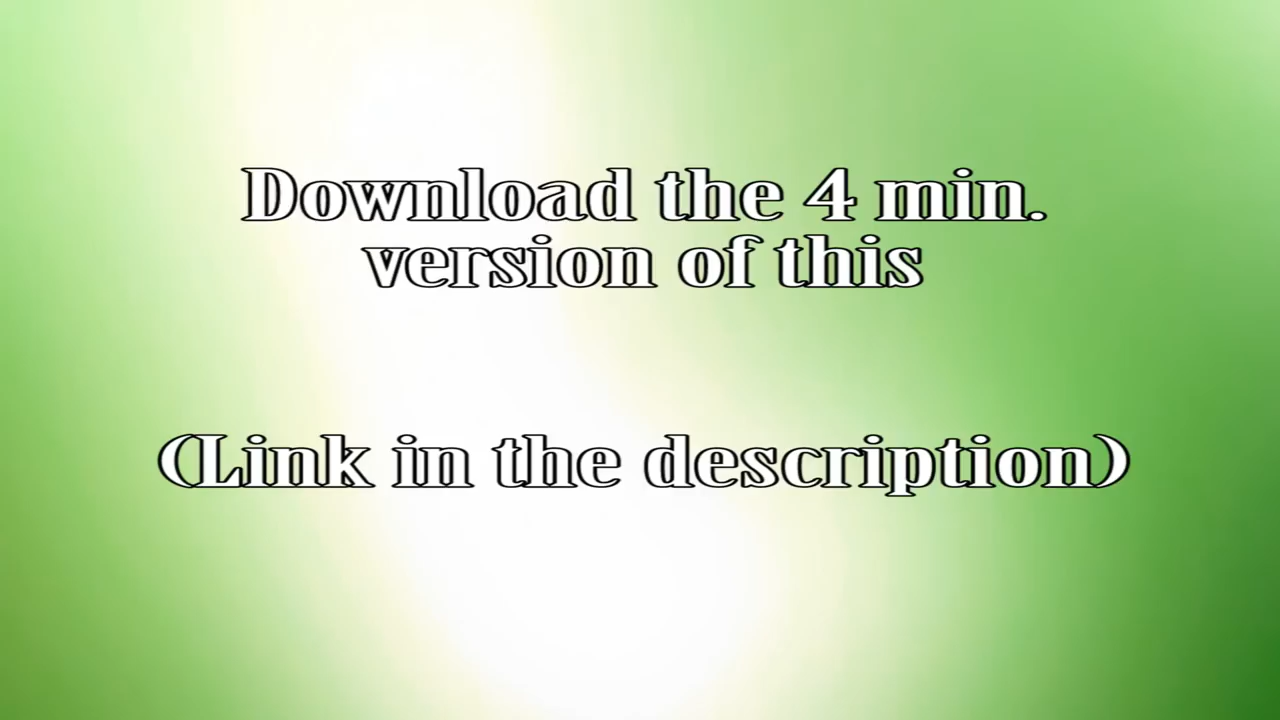 Download the 4 min.
version of this
(Link in the description)